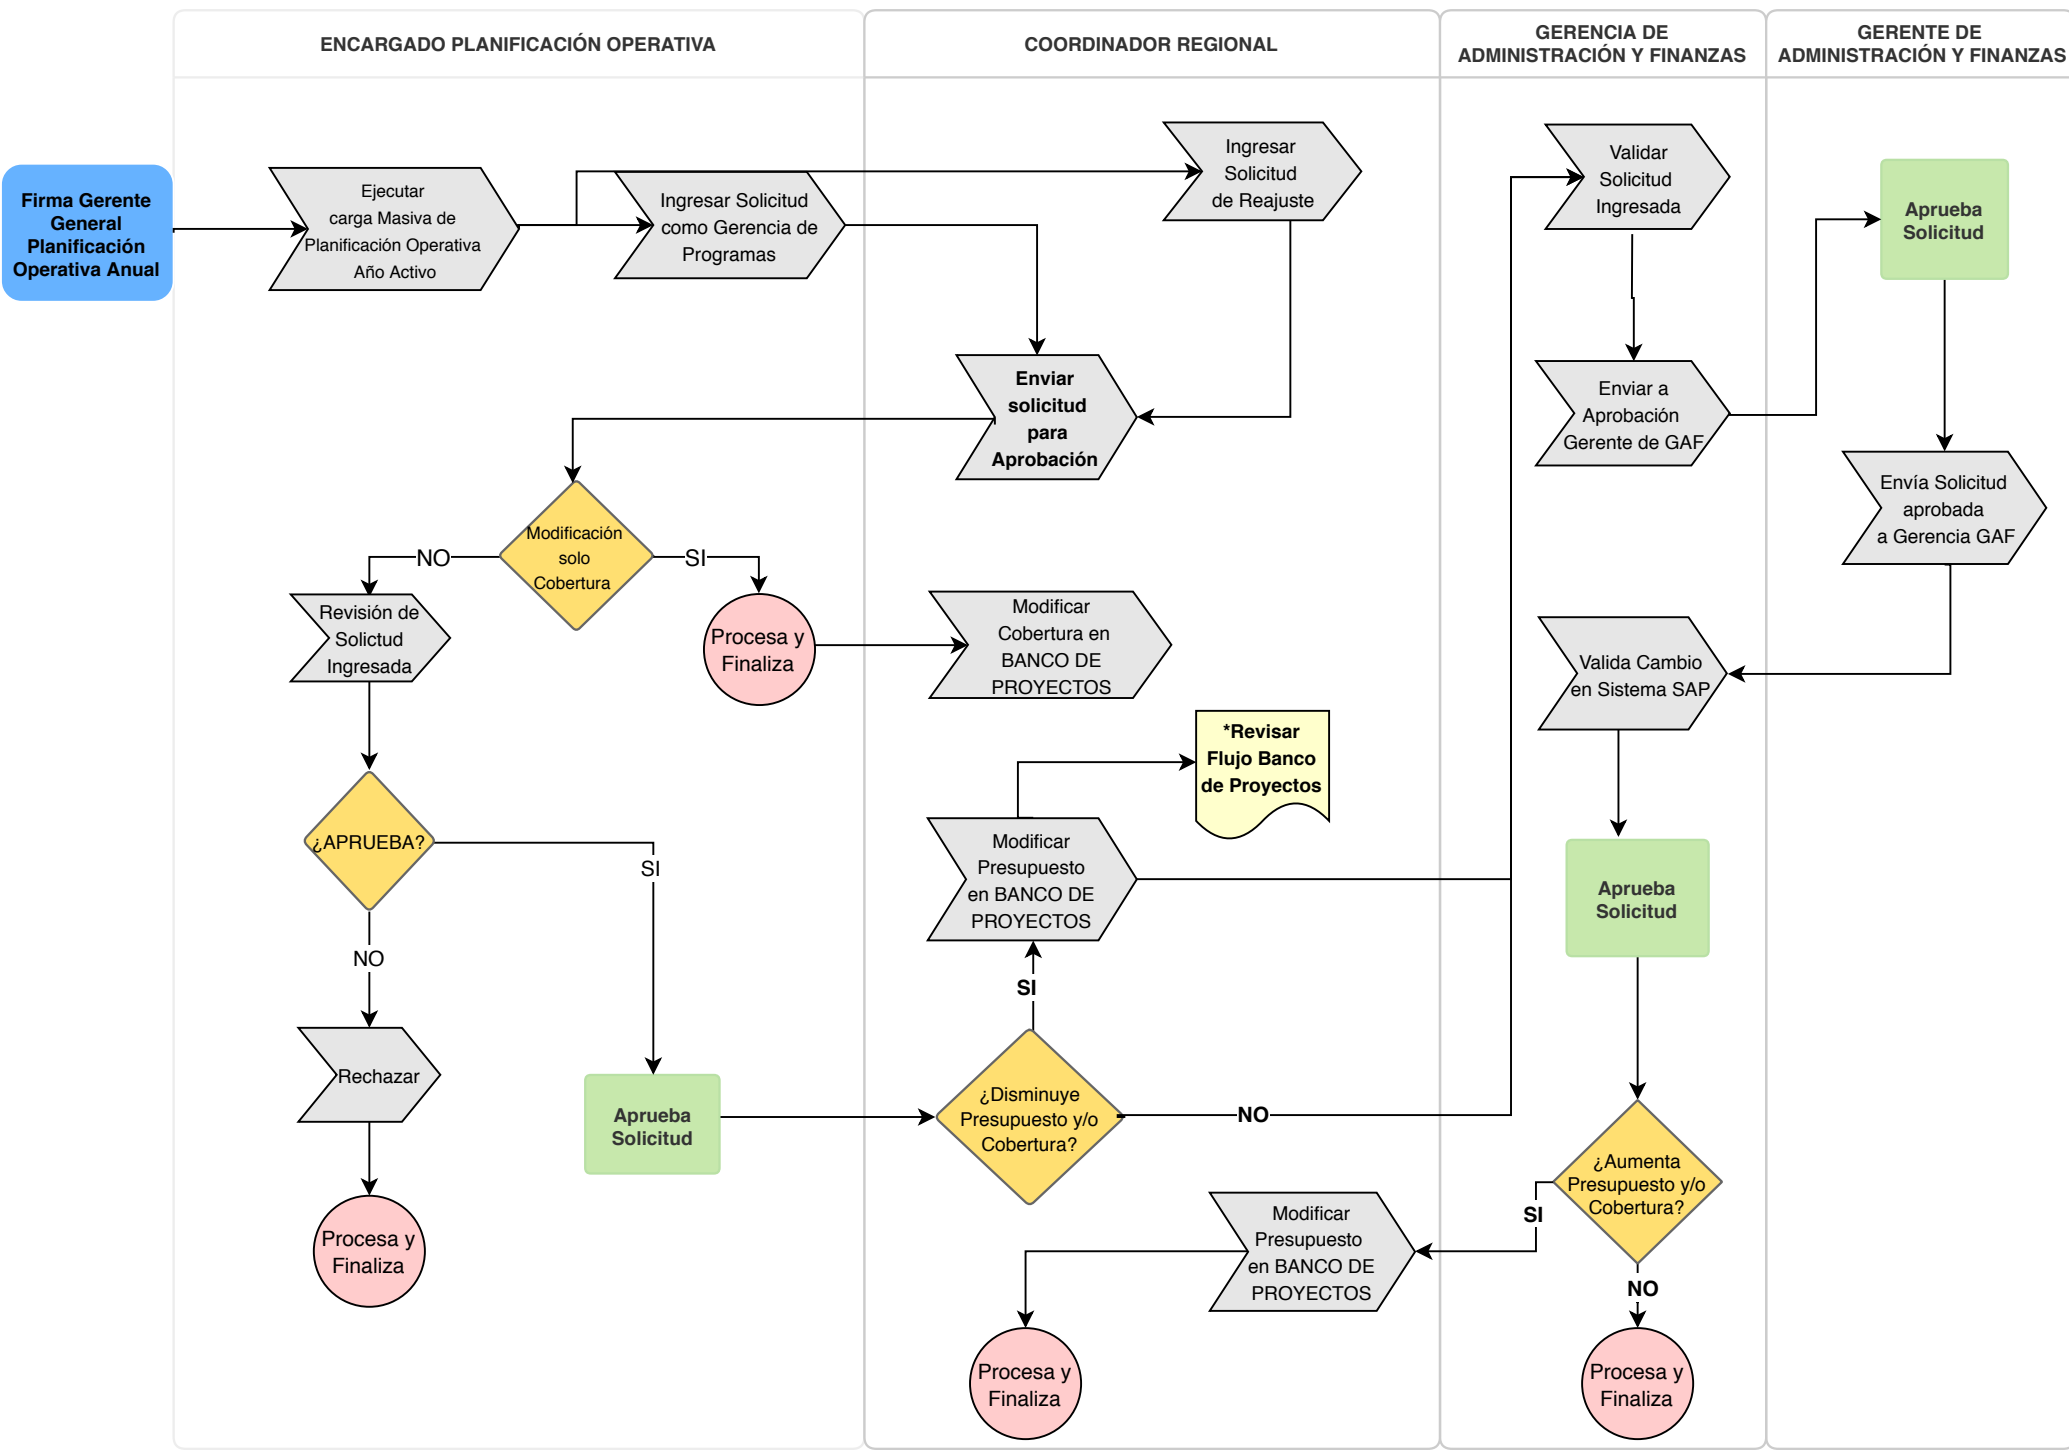 ENCARGADO PLANIFICACIÓN OPERATIVA
COORDINADOR REGIONAL
GERENCIA DE
ADMINISTRACIÓN Y FINANZAS
GERENTE DE
ADMINISTRACIÓN Y FINANZAS
Firma Gerente
General
Planificación
Operativa Anual
Ejecutar
carga Masiva de
Planificación Operativa
Año Activo
Ingresar Solicitud
como Gerencia de
Programas
Ingresar
Solicitud
de Reajuste
Validar
Solicitud
Ingresada
Aprueba
Solicitud
Enviar
solicitud
para
Aprobación
Enviar a
Aprobación
Gerente de GAF
Envía Solicitud
aprobada
a Gerencia GAF
Modificación
solo
Cobertura
NO
SI
Revisión de
Solictud
Ingresada
Procesa y
Finaliza
Modificar
Cobertura en
BANCO DE
PROYECTOS
Valida Cambio
en Sistema SAP
*Revisar
Flujo Banco
de Proyectos
¿APRUEBA?
SI
NO
Modificar
Presupuesto
en BANCO DE
PROYECTOS
Aprueba
Solicitud
SI
Rechazar
Aprueba
Solicitud
¿Disminuye
Presupuesto y/o
Cobertura?
NO
¿Aumenta
Presupuesto y/o
Cobertura?
SI
NO
Modificar
Presupuesto
en BANCO DE
PROYECTOS
Procesa y
Finaliza
Procesa y
Finaliza
Procesa y
Finaliza